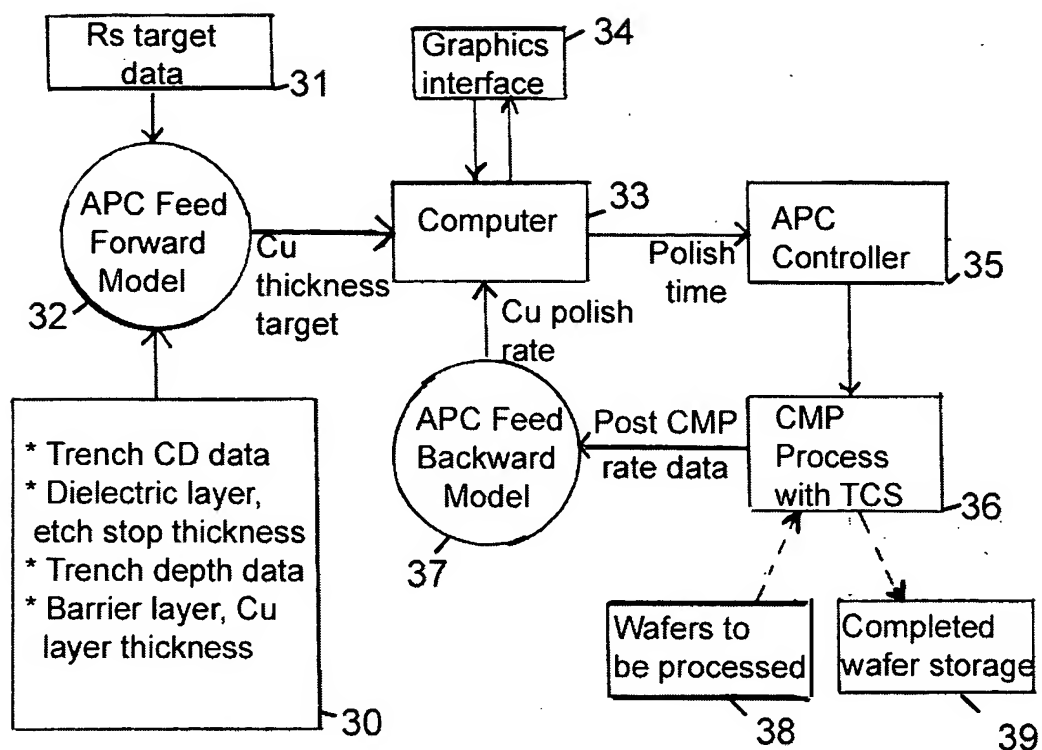 Rs target
data
31
Graphics
interface
34
APC Feed
Forward
Model
32
Cu
thickness
target
Computer
33
Polish
time
APC
Controller
35
Cu polish
rate
* Trench CD data
* Dielectric layer,
etch stop thickness
* Trench depth data
* Barrier layer, Cu
layer thickness
30
APC Feed
Backward
Model
37
Post CMP
rate data
CMP
Process
with TCS
36
Wafers to
be processed
38
Completed
wafer storage
39